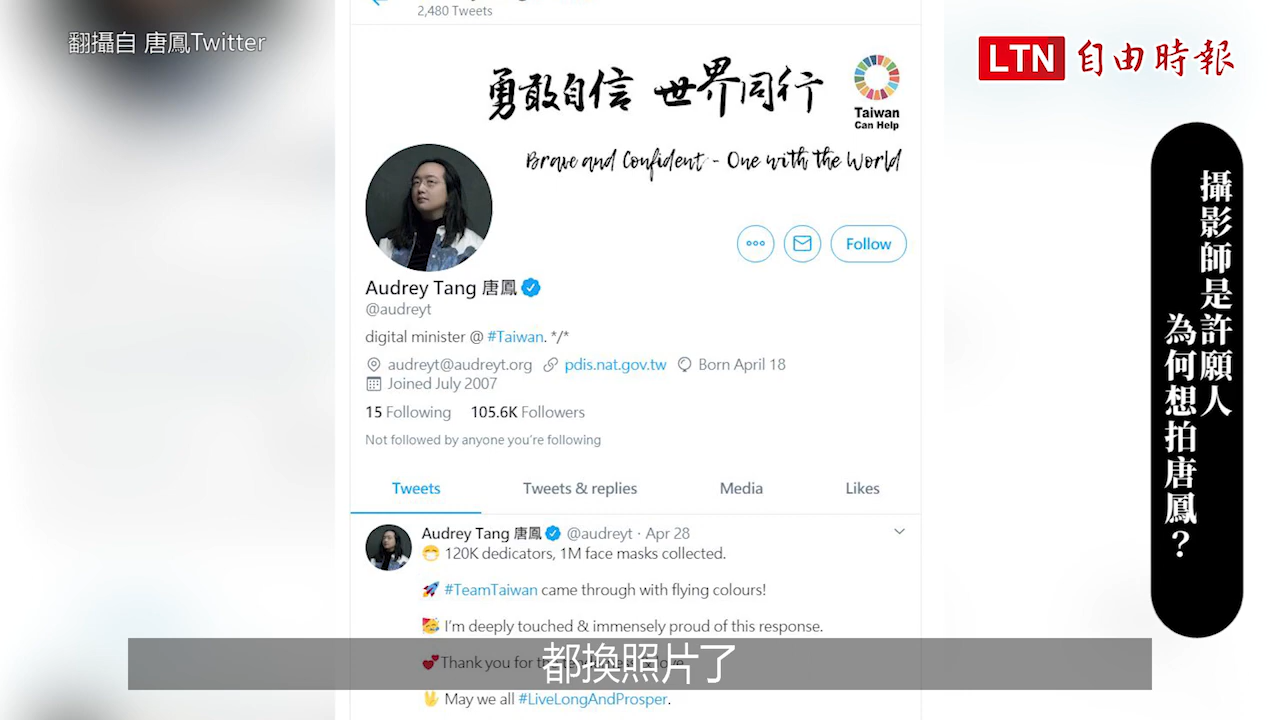 2,480 Tweets
翻攝自 唐鳳Twitter
LTN 自由時報
勇敢自信 世界同行
Taiwan
Can Help
Brave and Confident - One with the World
Follow
Audrey Tang 唐鳳
@audreyt
digital minister @ #Taiwan. */*
audreyt@audreyt.org pdis.nat.gov.tw Born April 18
Joined July 2007
15 Following 105.6K Followers
Not followed by anyone you're following
Tweets Tweets & replies Media Likes
Audrey Tang 唐鳳 @audreyt · Apr 28
😷 120K dedicators, 1M face masks collected.
🚀 #TeamTaiwan came through with flying colours!
🥳 I'm deeply touched & immensely proud of this response.
💕Thank you for
都換照片了
🖖 May we all #LiveLongAndProsper.
攝影師是許願人
為何想拍唐鳳？